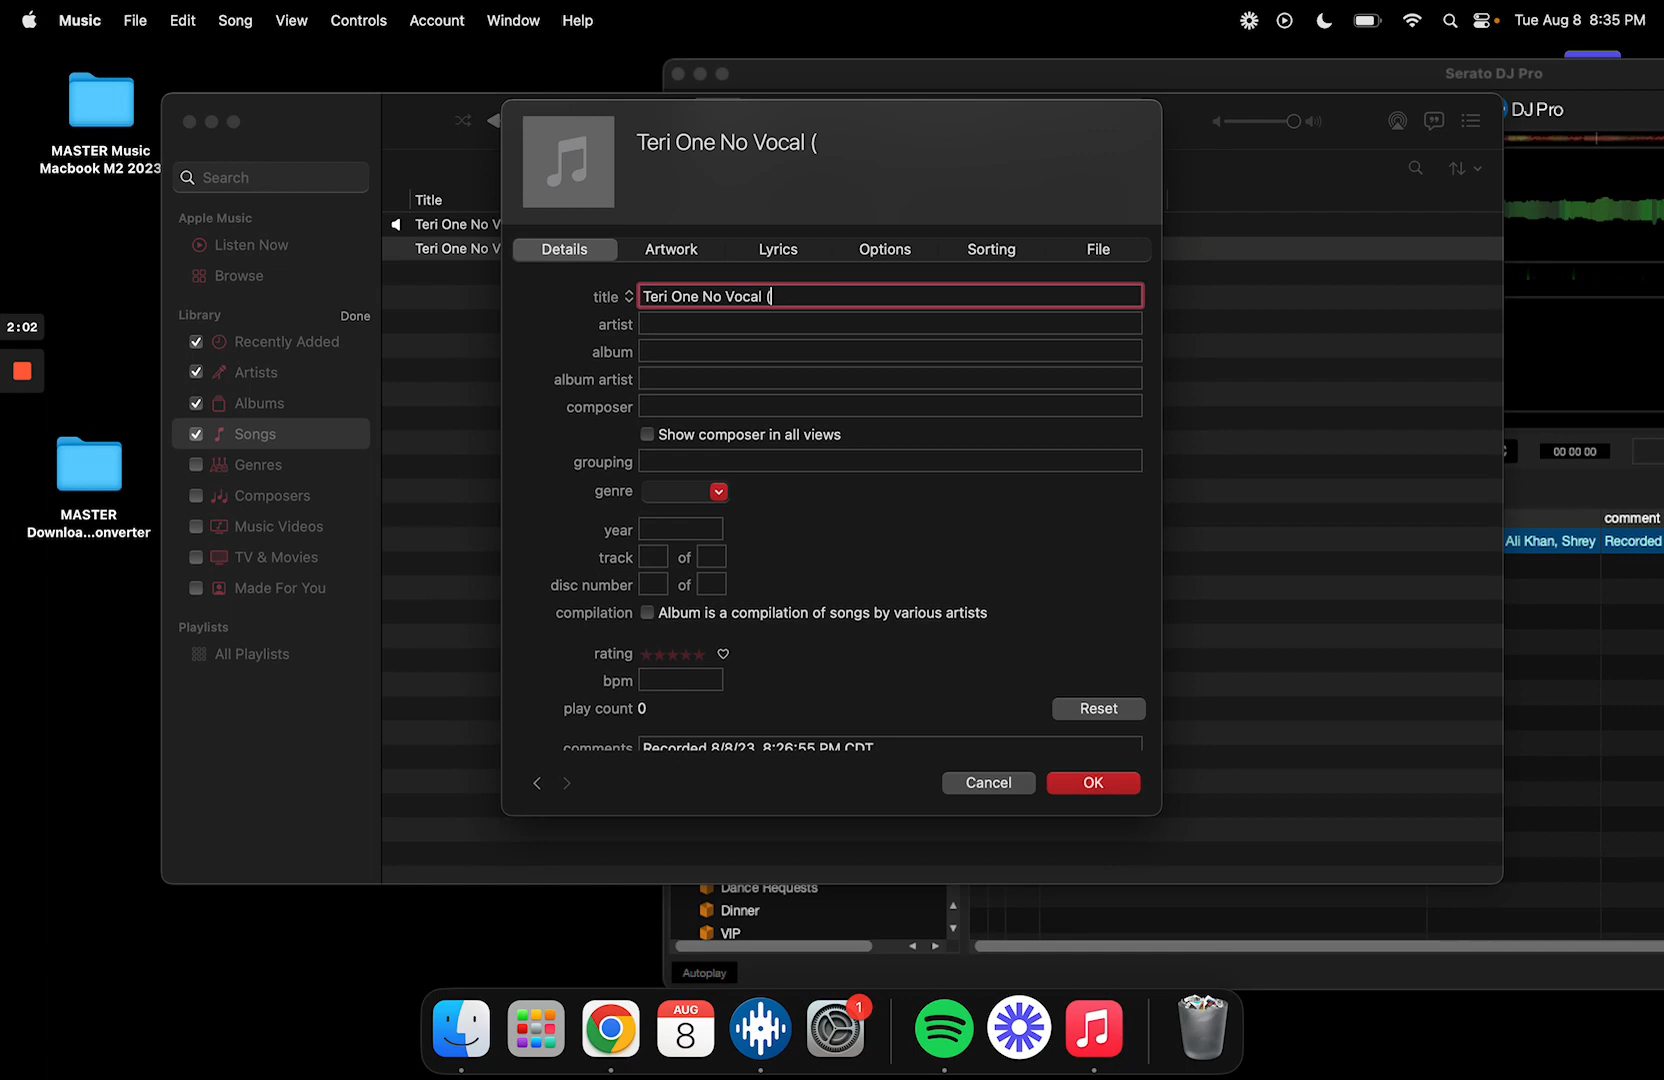 Music File Edit Song View Controls Account Window Help
Tue Aug 8 8:35 PM
MASTER Music
Macbook M2 2023
MASTER
Downloa...onverter
2:02
Serato DJ Pro
DJ Pro
Search
Apple Music
Listen Now
Browse
Library Done
Recently Added
Artists
Albums
Songs
Genres
Composers
Music Videos
TV & Movies
Made For You
Playlists
All Playlists
Title
Teri One No V
Teri One No V
Teri One No Vocal (
Details Artwork Lyrics Options Sorting File
title Teri One No Vocal (
artist
album
album artist
composer
Show composer in all views
grouping
genre
year
track of
disc number of
compilation Album is a compilation of songs by various artists
rating
bpm
play count 0 Reset
comments Recorded 8/8/23, 8:26:55 PM CDT
Cancel OK
00 00 00
comment
Ali Khan, Shrey Recorded
Dance Requests
Dinner
VIP
Autoplay
AUG
8
1